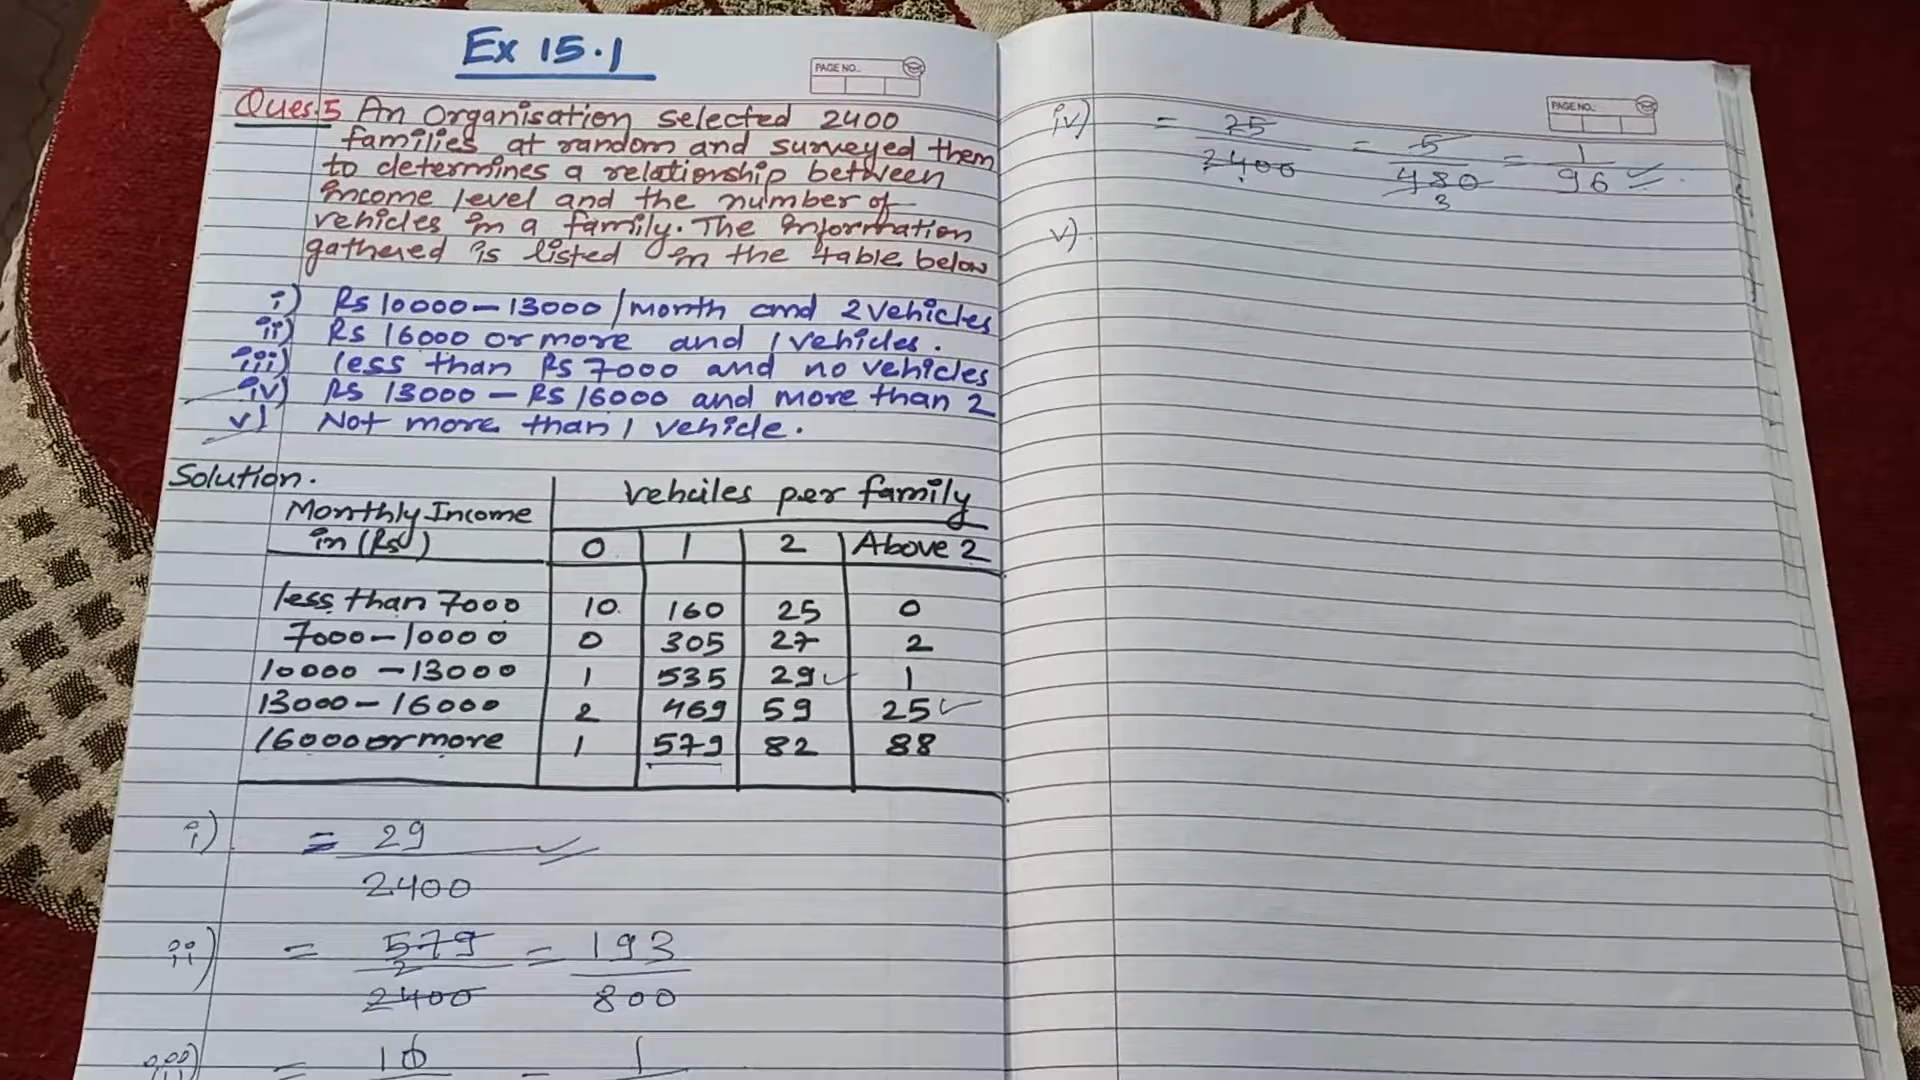 Ex 15.1
PAGE NO.
Ques.5 An Organisation selected 2400
families at random and surveyed them
to determines a relationship between
income level and the number of
vehicles in a family. The information
gathered is listed in the table below
i) Rs 10000-13000/month and 2 vehicles
ii) Rs 16000 or more and 1 vehicles.
iii) less than Rs 7000 and no vehicles
iv) Rs 13000 - Rs 16000 and more than 2
v) Not more than 1 vehicle.
Solution.
Monthly Income in (Rs) vehciles per family
0 1 2 Above 2
less than 7000 10. 160 25 0
7000-10000 0 305 27 2
10000-13000 1 535 29 1
13000-16000 2 469 59 25
16000 or more 1 579 82 88
i) = 29
2400
ii) = 579 = 193
2400 800
iii) = 10 = 1
PAGE NO.
iv) = 25 = 5 = 1
2400 480 96
v)